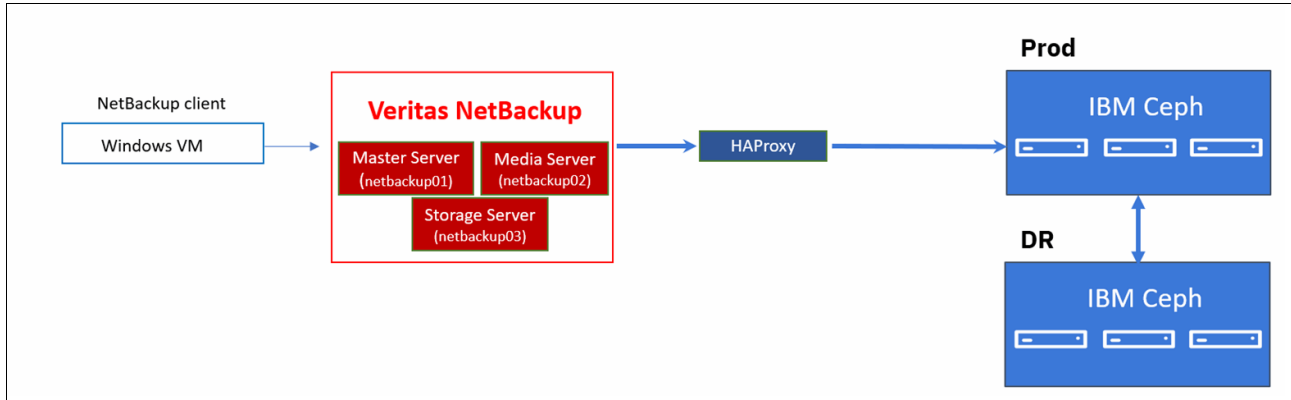 NetBackup client
Windows VM
Veritas NetBackup
Master Server
(netbackup01)
Media Server
(netbackup02)
Storage Server
(netbackup03)
HAProxy
Prod
IBM Ceph
DR
IBM Ceph